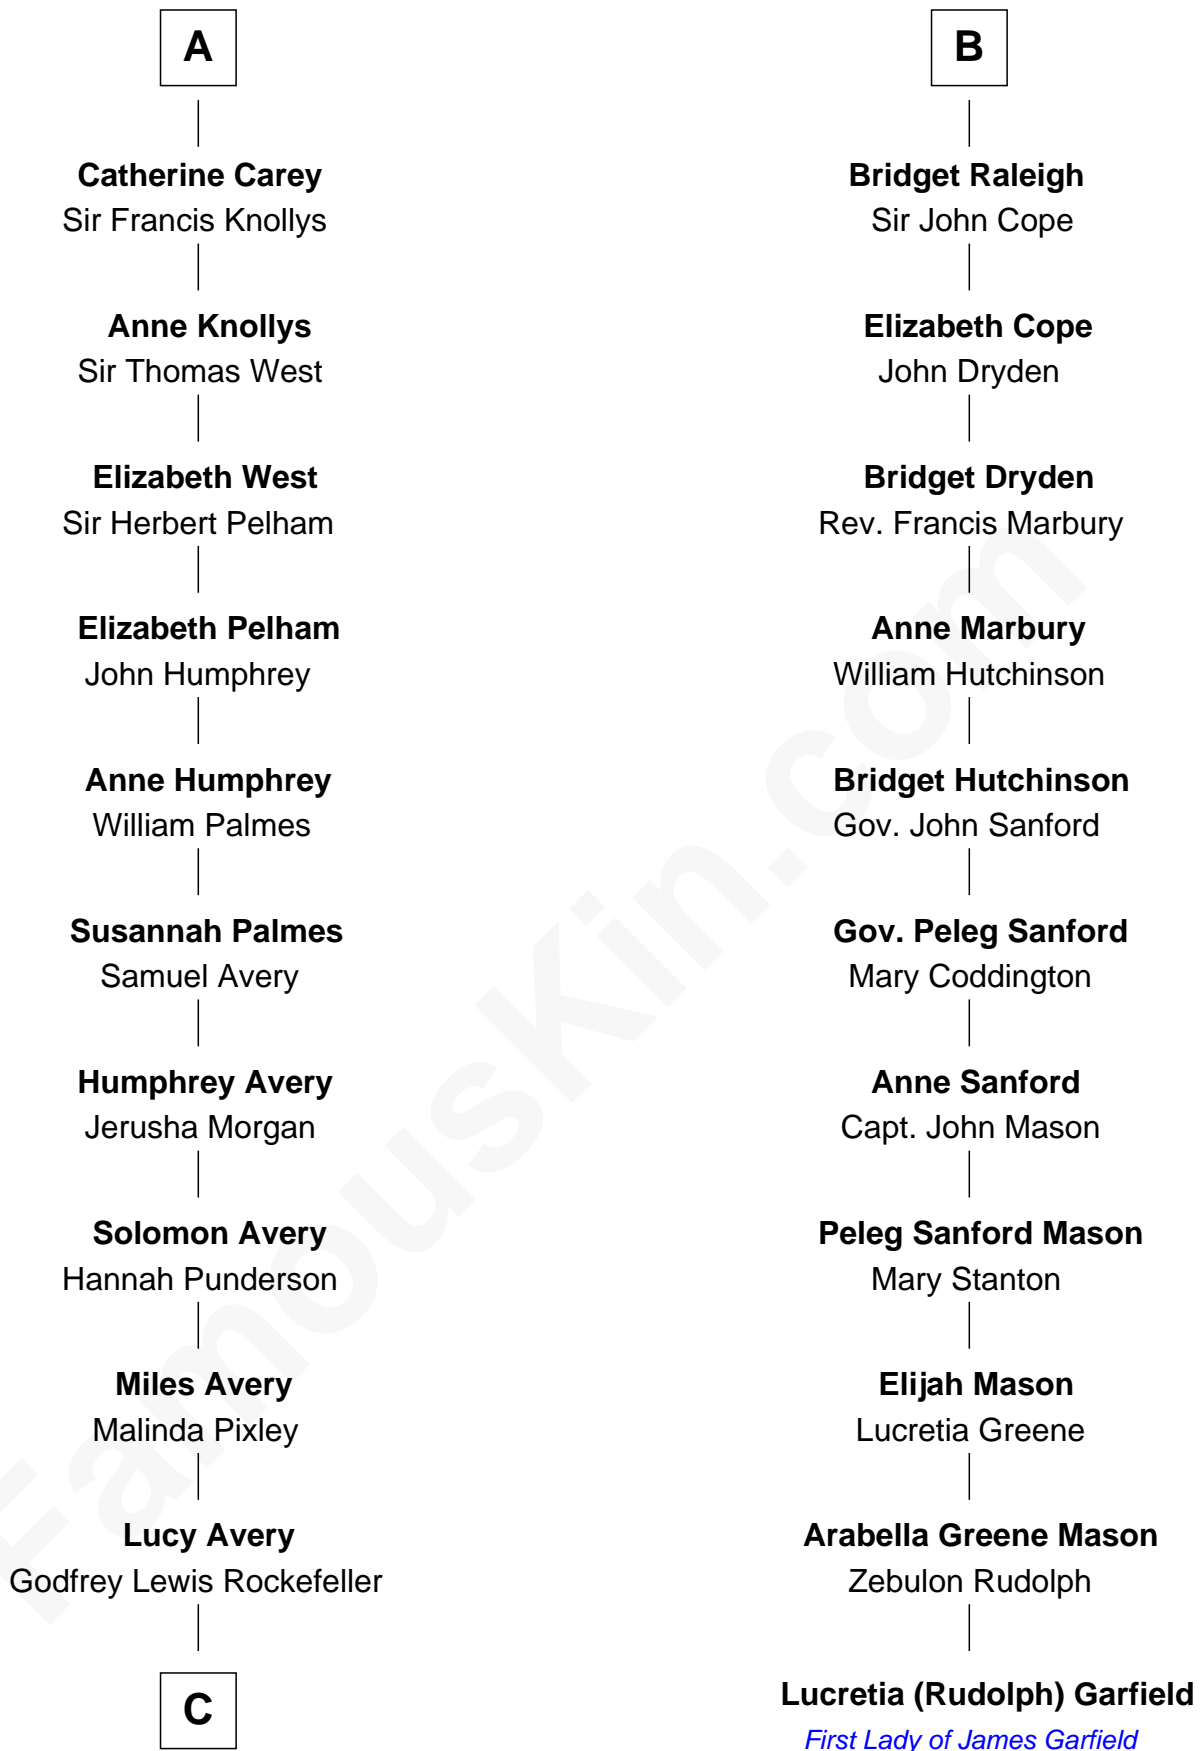 A
Catherine Carey
Sir Francis Knollys
Anne Knollys
Sir Thomas West
Elizabeth West
Sir Herbert Pelham
Elizabeth Pelham
John Humphrey
Anne Humphrey
William Palmes
Susannah Palmes
Samuel Avery
Humphrey Avery
Jerusha Morgan
Solomon Avery
Hannah Punderson
Miles Avery
Malinda Pixley
Lucy Avery
Godfrey Lewis Rockefeller
C
B
Bridget Raleigh
Sir John Cope
Elizabeth Cope
John Dryden
Bridget Dryden
Rev. Francis Marbury
Anne Marbury
William Hutchinson
Bridget Hutchinson
Gov. John Sanford
Gov. Peleg Sanford
Mary Coddington
Anne Sanford
Capt. John Mason
Peleg Sanford Mason
Mary Stanton
Elijah Mason
Lucretia Greene
Arabella Greene Mason
Zebulon Rudolph
Lucretia (Rudolph) Garfield
First Lady of James Garfield
FamousKin.com